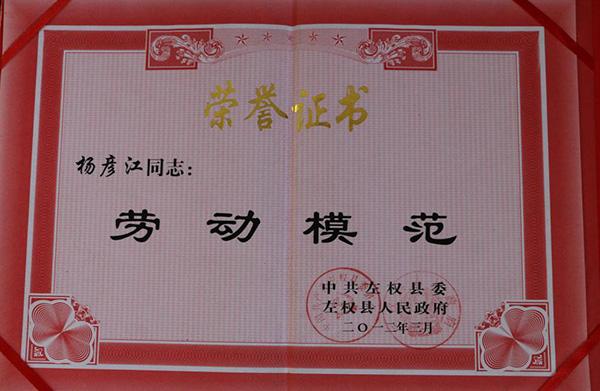 荣誉证书
杨彦江同志：
劳动模范
中共左权县委
左权县人民政府
二〇一二年三月